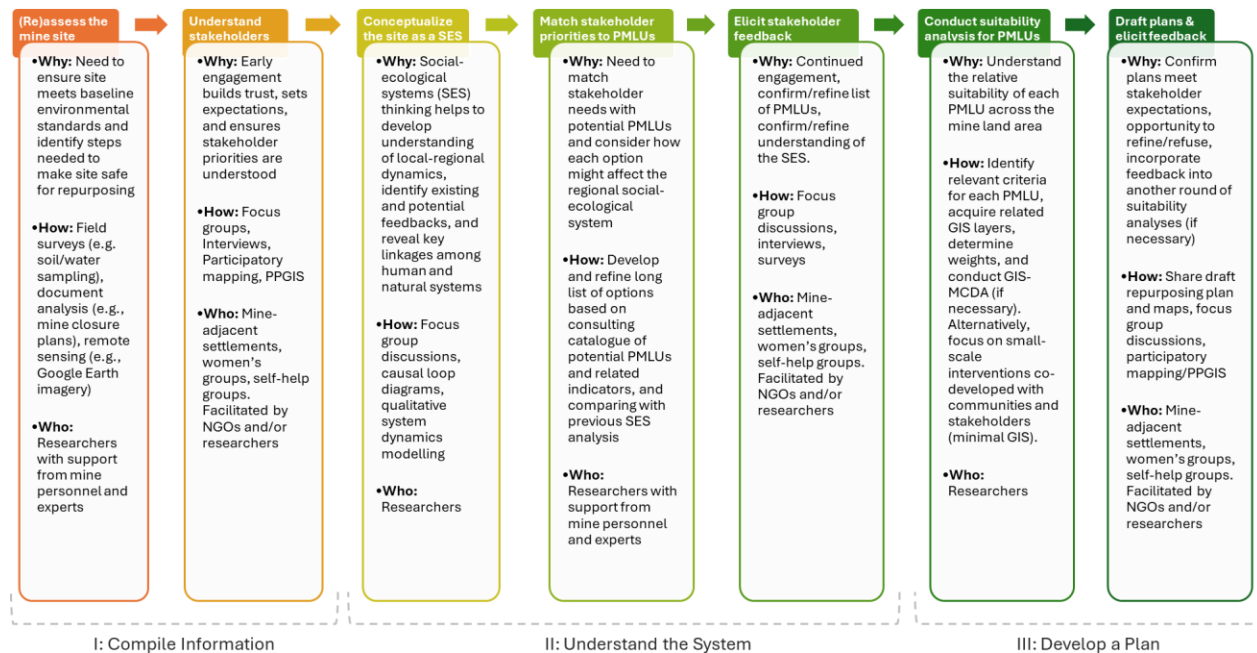 (Re)assess the
mine site
•Why: Need to
ensure site
meets baseline
environmental
standards and
identify steps
needed to
make site safe
for repurposing
•How: Field
surveys (e.g.
soil/water
sampling),
document
analysis (e.g.,
mine closure
plans), remote
sensing (e.g.,
Google Earth
imagery)
•Who:
Researchers
with support
from mine
personnel and
experts
Understand
stakeholders
•Why: Early
engagement
builds trust, sets
expectations,
and ensures
stakeholder
priorities are
understood
•How: Focus
groups,
Interviews,
Participatory
mapping, PPGIS
•Who: Mine-
adjacent
settlements,
women's
groups, self-help
groups.
Facilitated by
NGOs and/or
researchers
Conceptualize
the site as a SES
•Why: Social-
ecological
systems (SES)
thinking helps to
develop
understanding
of local-regional
dynamics,
identify existing
and potential
feedbacks, and
reveal key
linkages among
human and
natural systems
•How: Focus
group
discussions,
causal loop
diagrams,
qualitative
system
dynamics
modelling
•Who:
Researchers
Match stakeholder
priorities to PMLUs
•Why: Need to
match
stakeholder
needs with
potential PMLUs
and consider how
each option
might affect the
regional social-
ecological
system
•How: Develop
and refine long
list of options
based on
consulting
catalogue of
potential PMLUs
and related
indicators, and
comparing with
previous SES
analysis
•Who:
Researchers with
support from
mine personnel
and experts
Elicit stakeholder
feedback
•Why: Continued
engagement,
confirm/refine list
of PMLUs,
confirm/refine
understanding
of the SES.
•How: Focus
group
discussions,
interviews,
surveys
•Who: Mine-
adjacent
settlements,
women's groups,
self-help groups.
Facilitated by
NGOs and/or
researchers
Conduct suitability
analysis for PMLUs
•Why: Understand
the relative
suitability of each
PMLU across the
mine land area
•How: Identify
relevant criteria
for each PMLU,
acquire related
GIS layers,
determine
weights, and
conduct GIS-
MCDA (if
necessary).
Alternatively,
focus on small-
scale
interventions co-
developed with
communities and
stakeholders
(minimal GIS).
•Who:
Researchers
Draft plans &
elicit feedback
•Why: Confirm
plans meet
stakeholder
expectations,
opportunity to
refine/refuse,
incorporate
feedback into
another round of
suitability
analyses (if
necessary)
•How: Share draft
repurposing plan
and maps, focus
group
discussions,
participatory
mapping/PPGIS
•Who: Mine-
adjacent
settlements,
women's groups,
self-help groups.
Facilitated by
NGOs and/or
researchers
I: Compile Information
II: Understand the System
III: Develop a Plan